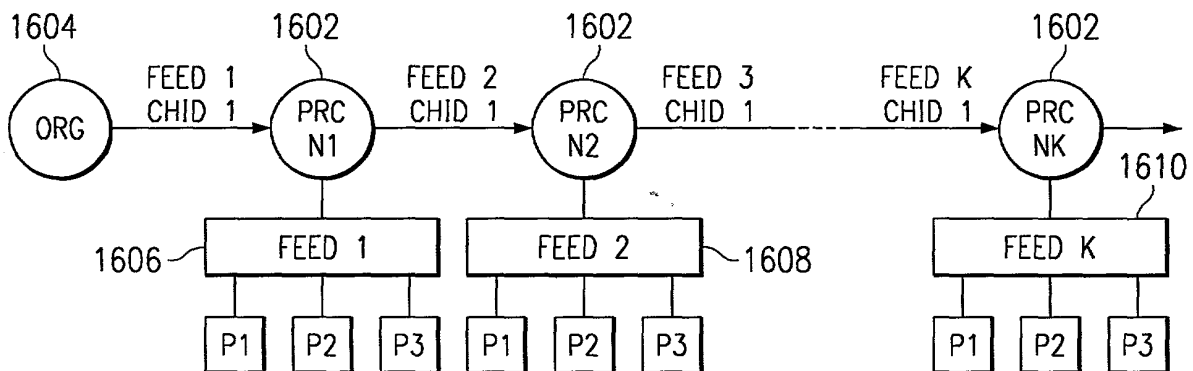 1604 1602 1602 1602
FEED 1 FEED 2 FEED 3 FEED K
CHID 1 CHID 1 CHID 1 CHID 1
ORG PRC N1 PRC N2 PRC NK
1610
FEED 1 FEED 2 FEED K
1606 1608
P1 P2 P3 P1 P2 P3 P1 P2 P3